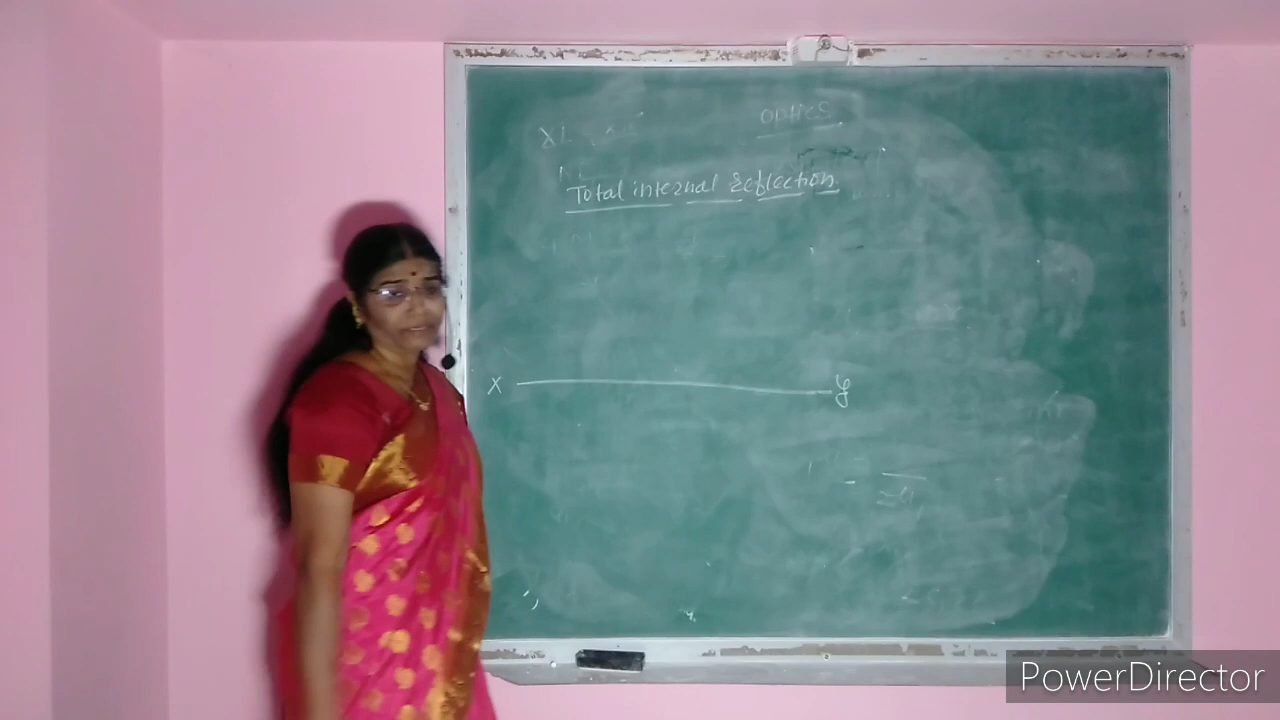 optics
Total internal reflection
X y
PowerDirector